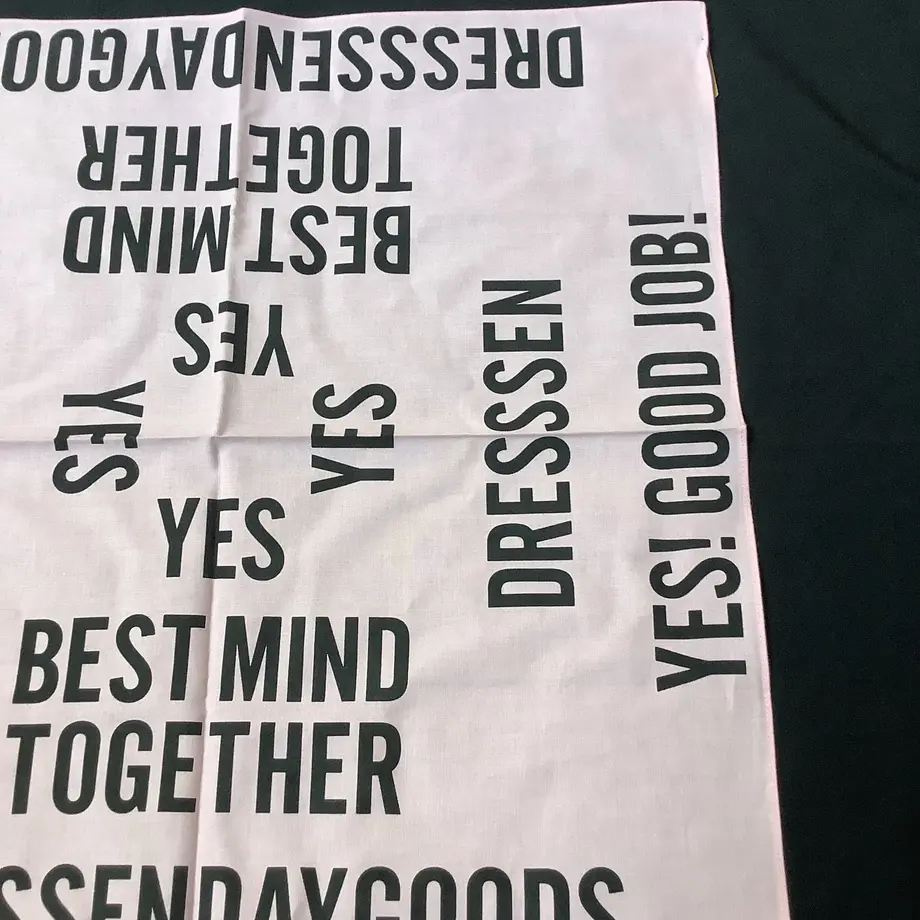 DRESSSENDAYGOO
BEST MIND
TOGETHER
YES
YES
YES
YES
DRESSSEN
YES! GOOD JOB!
BEST MIND
TOGETHER
SSENDAYGOODS